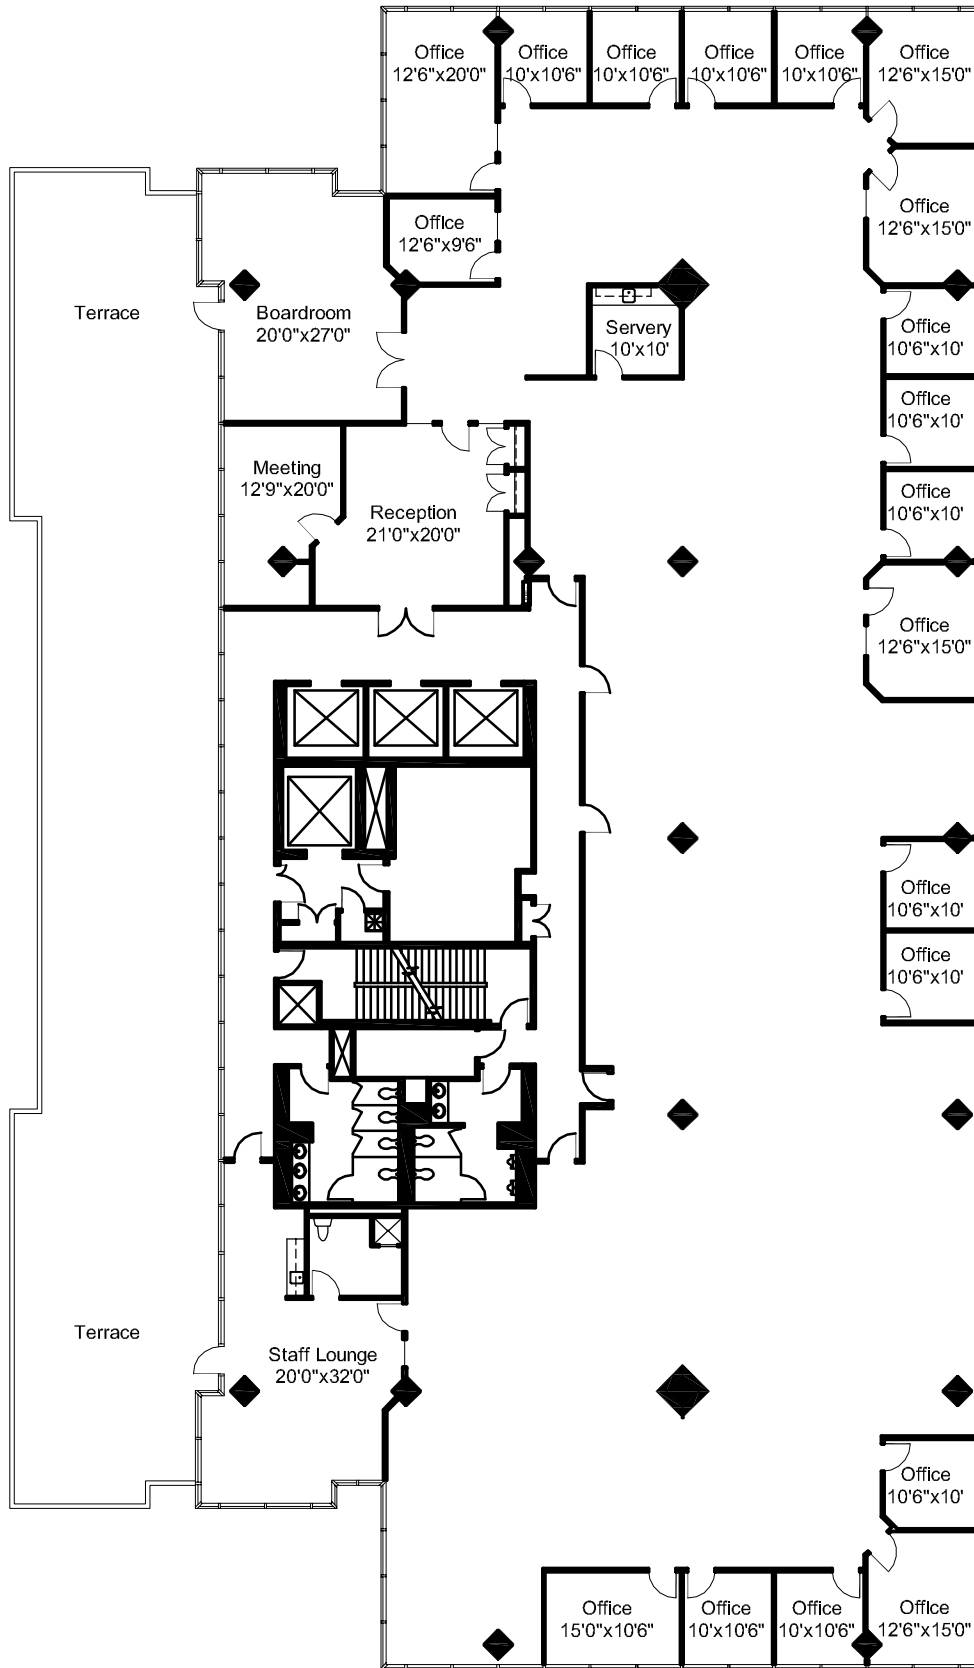 Office
12'6"x20'0"
Office
10'x10'6"
Office
10'x10'6"
Office
10'x10'6"
Office
10'x10'6"
Office
12'6"x15'0"
Office
12'6"x9'6"
Office
12'6"x15'0"
Terrace
Boardroom
20'0"x27'0"
Servery
10'x10'
Office
10'6"x10'
Office
10'6"x10'
Meeting
12'9"x20'0"
Reception
21'0"x20'0"
Office
10'6"x10'
Office
12'6"x15'0"
Office
10'6"x10'
Office
10'6"x10'
Terrace
Staff Lounge
20'0"x32'0"
Office
10'6"x10'
Office
15'0"x10'6"
Office
10'x10'6"
Office
10'x10'6"
Office
12'6"x15'0"